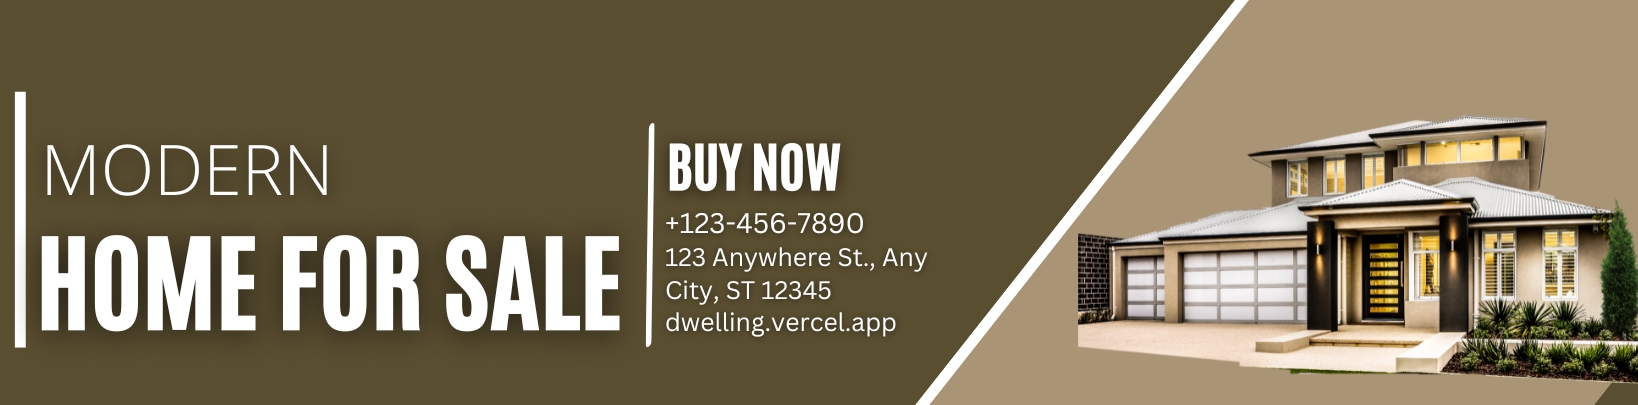 MODERN
HOME FOR SALE
BUY NOW
+123-456-7890
123 Anywhere St., Any
City, ST 12345
dwelling.vercel.app